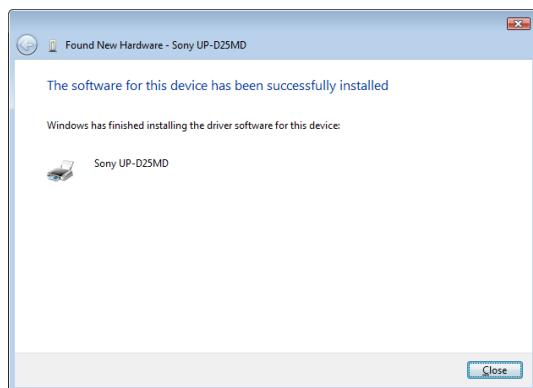 Found New Hardware - Sony UP-D25MD
The software for this device has been successfully installed
Windows has finished installing the driver software for this device:
Sony UP-D25MD
Close